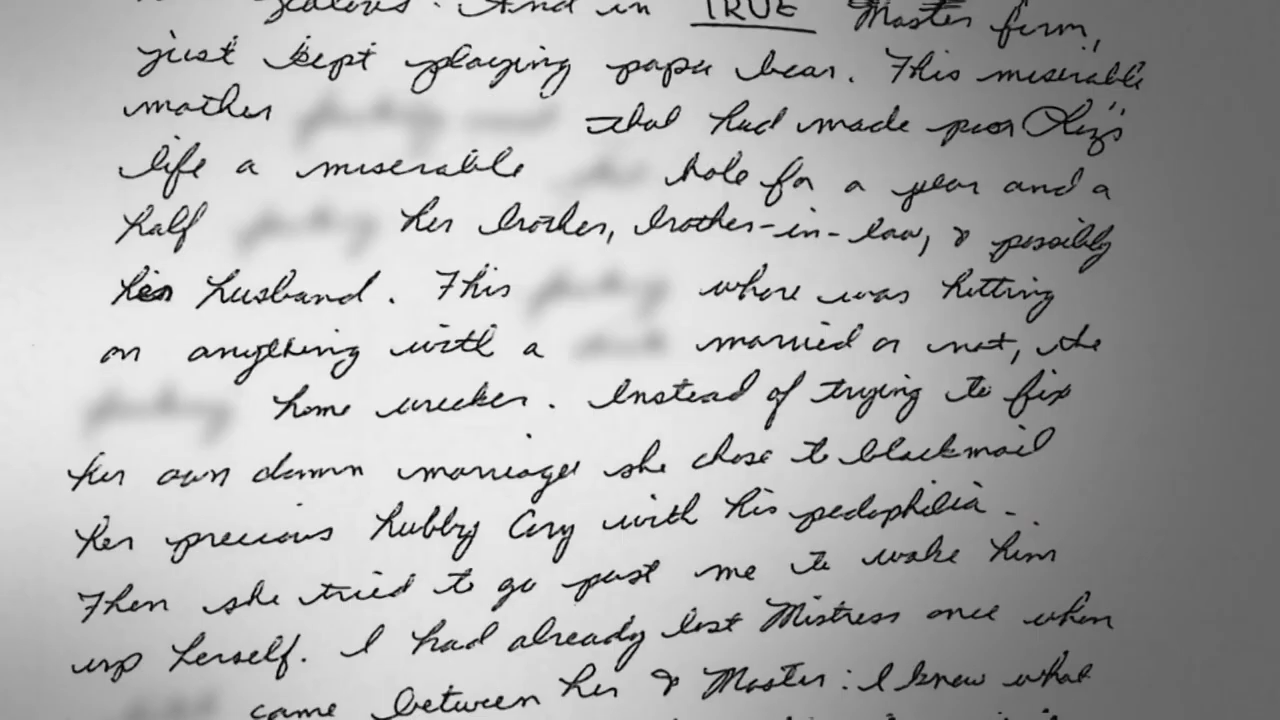 jealous. And in TRUE Master form,
just kept playing papa bear. This miserable
mother that had made poor Liz's
life a miserable hole for a year and a
half her brother, brother-in-law, & possibly
her husband. This whore was hitting
on anything with a married or not, the
home wrecker. Instead of trying to fix
her own damn marriage she chose to blackmail
her precious hubby Cory with his pedophilia.
Then she tried to go past me to wake him
up herself. I had already lost Mistress once when
came between her & Master: I knew what